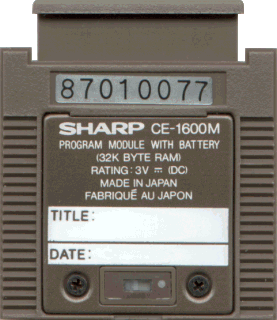 87010077
SHARP CE-1600M
PROGRAM MODULE WITH BATTERY
(32K BYTE RAM)
RATING: 3V ⎓ (DC)
MADE IN JAPAN
FABRIQUÉ AU JAPON
TITLE:
DATE: